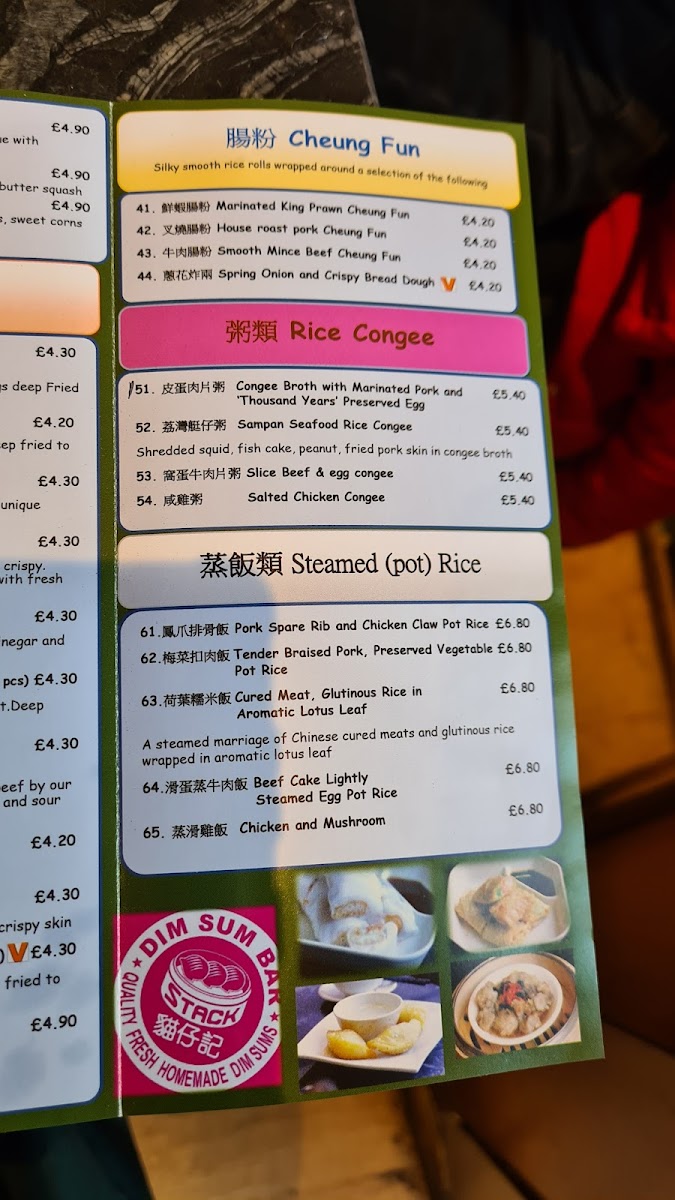 £4.90
ue with
£4.90
butter squash
£4.90
s, sweet corns
£4.30
gs deep Fried
£4.20
ep fried to
£4.30
unique
£4.30
crispy.
with fresh
£4.30
inegar and
pcs) £4.30
t.Deep
£4.30
eef by our
and sour
£4.20
£4.30
crispy skin
) V £4.30
fried to
£4.90
腸粉 Cheung Fun
Silky smooth rice rolls wrapped around a selection of the following
41. 鮮蝦腸粉 Marinated King Prawn Cheung Fun £4.20
42. 叉燒腸粉 House roast pork Cheung Fun £4.20
43. 牛肉腸粉 Smooth Mince Beef Cheung Fun £4.20
44. 蔥花炸兩 Spring Onion and Crispy Bread Dough V £4.20
粥類 Rice Congee
51. 皮蛋肉片粥 Congee Broth with Marinated Pork and £5.40
'Thousand Years' Preserved Egg
52. 荔灣艇仔粥 Sampan Seafood Rice Congee £5.40
Shredded squid, fish cake, peanut, fried pork skin in congee broth
53. 窩蛋牛肉片粥 Slice Beef & egg congee £5.40
54. 咸雞粥 Salted Chicken Congee £5.40
蒸飯類 Steamed (pot) Rice
61.鳳爪排骨飯 Pork Spare Rib and Chicken Claw Pot Rice £6.80
62.梅菜扣肉飯 Tender Braised Pork, Preserved Vegetable £6.80
Pot Rice
63.荷葉糯米飯 Cured Meat, Glutinous Rice in £6.80
Aromatic Lotus Leaf
A steamed marriage of Chinese cured meats and glutinous rice
wrapped in aromatic lotus leaf
64.滑蛋蒸牛肉飯 Beef Cake Lightly £6.80
Steamed Egg Pot Rice
65. 蒸滑雞飯 Chicken and Mushroom £6.80
DIM SUM BAR
STACK
貓仔記
QUALITY FRESH HOMEMADE DIM SUMS